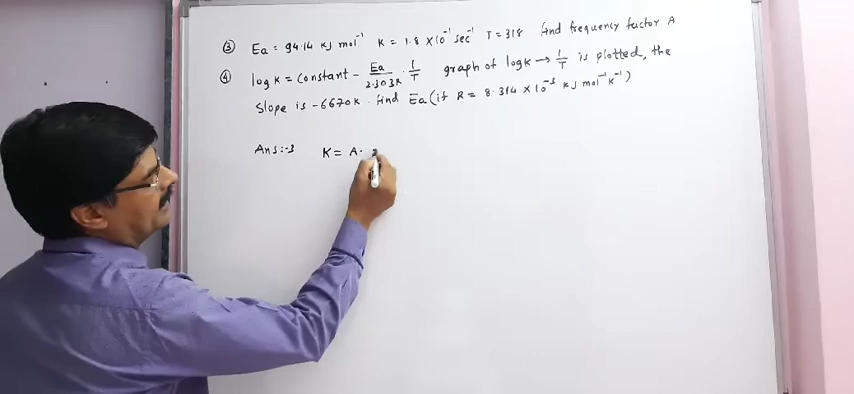 ③ Ea = 94.14 KJ mol⁻¹ K = 1.8 × 10⁻¹ sec⁻¹ T = 318 find frequency factor A
④ log K = constant - Ea/2.303R · 1/T graph of log K → 1/T is plotted, the
slope is -6670 K. find Ea (if R = 8.314 × 10⁻³ KJ mol⁻¹ K⁻¹)
Ans:-3 K = A·